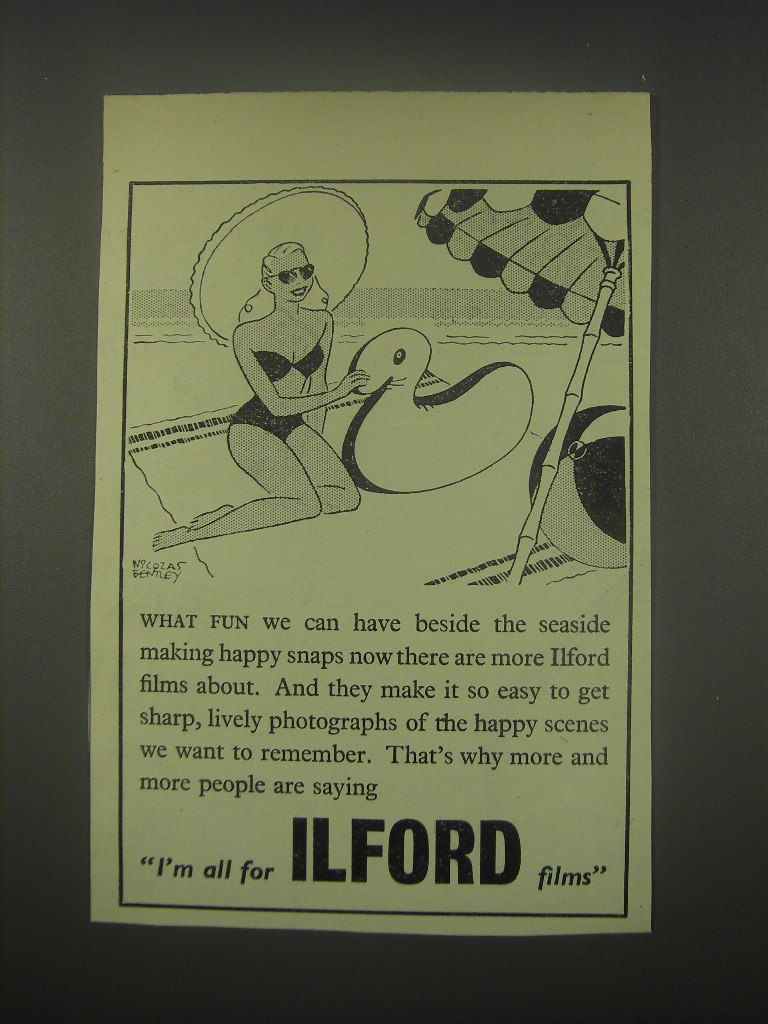 NICOLAS
BENTLEY
WHAT FUN we can have beside the seaside
making happy snaps now there are more Ilford
films about. And they make it so easy to get
sharp, lively photographs of the happy scenes
we want to remember. That's why more and
more people are saying
"I'm all for ILFORD films"